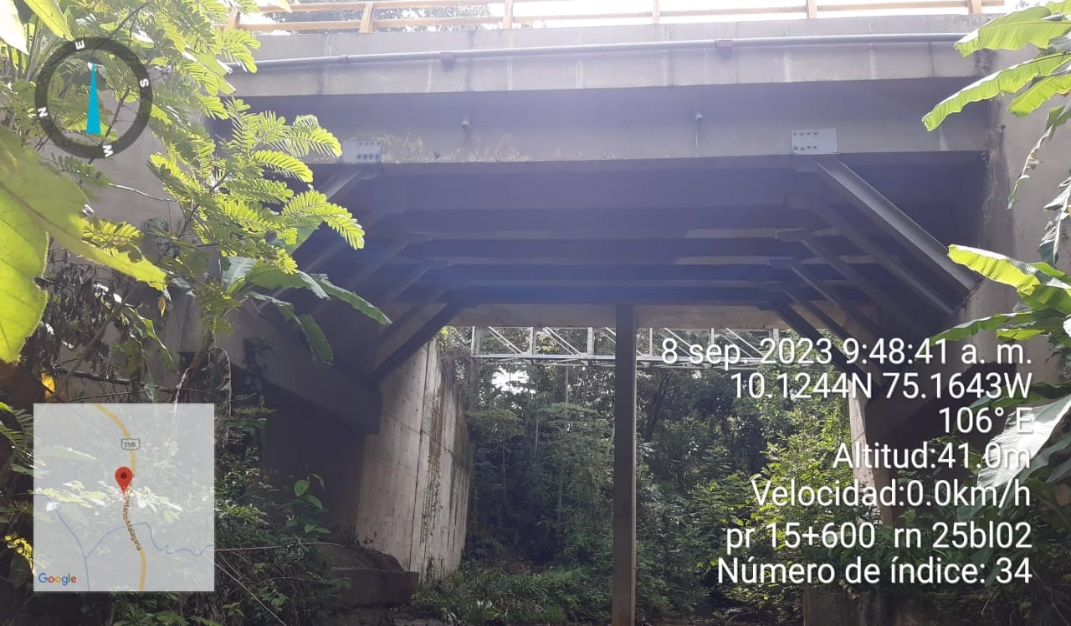 E
S
N
W
8 sep. 2023 9:48:41 a. m.
10.1244N 75.1643W
106° E
Altitud:41.0m
Velocidad:0.0km/h
pr 15+600 rn 25bl02
Número de índice: 34
Google